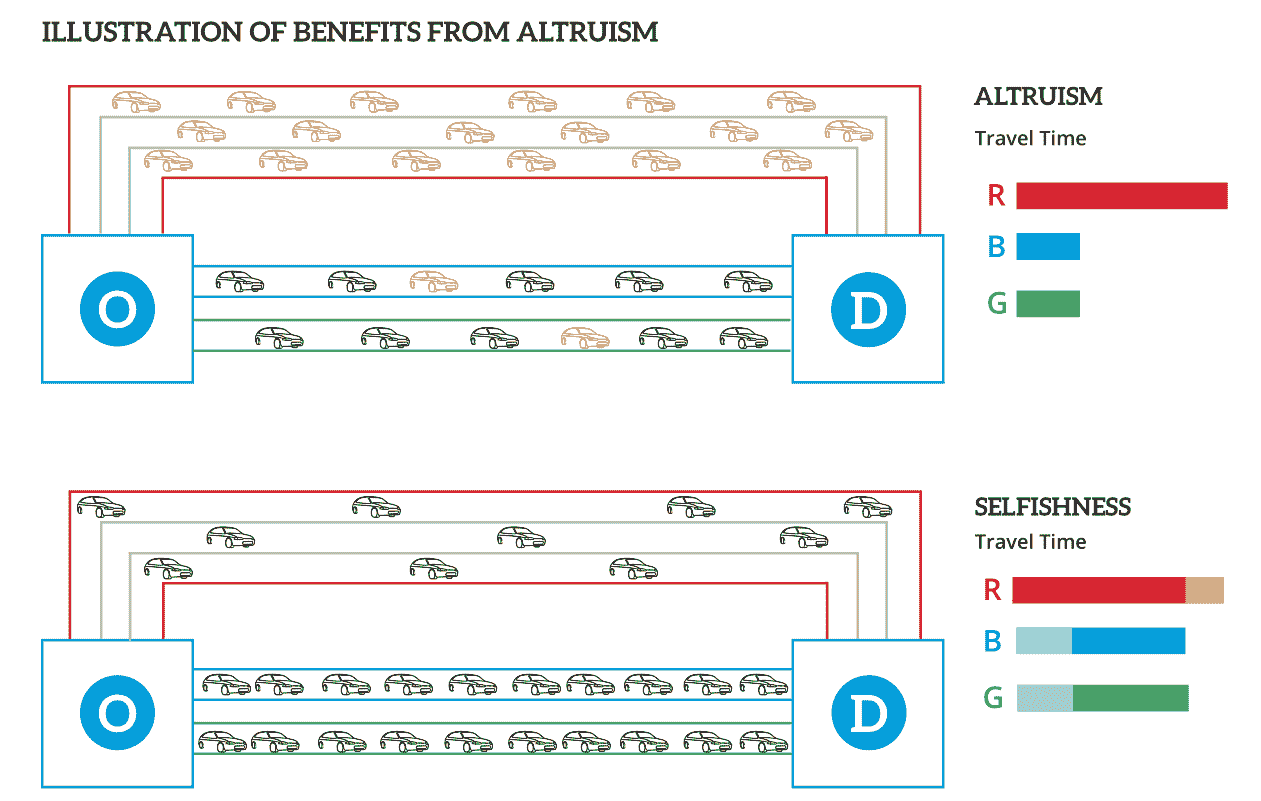 ILLUSTRATION OF BENEFITS FROM ALTRUISM
ALTRUISM
Travel Time
R
B
G
O
D
SELFISHNESS
Travel Time
R
B
G
O
D